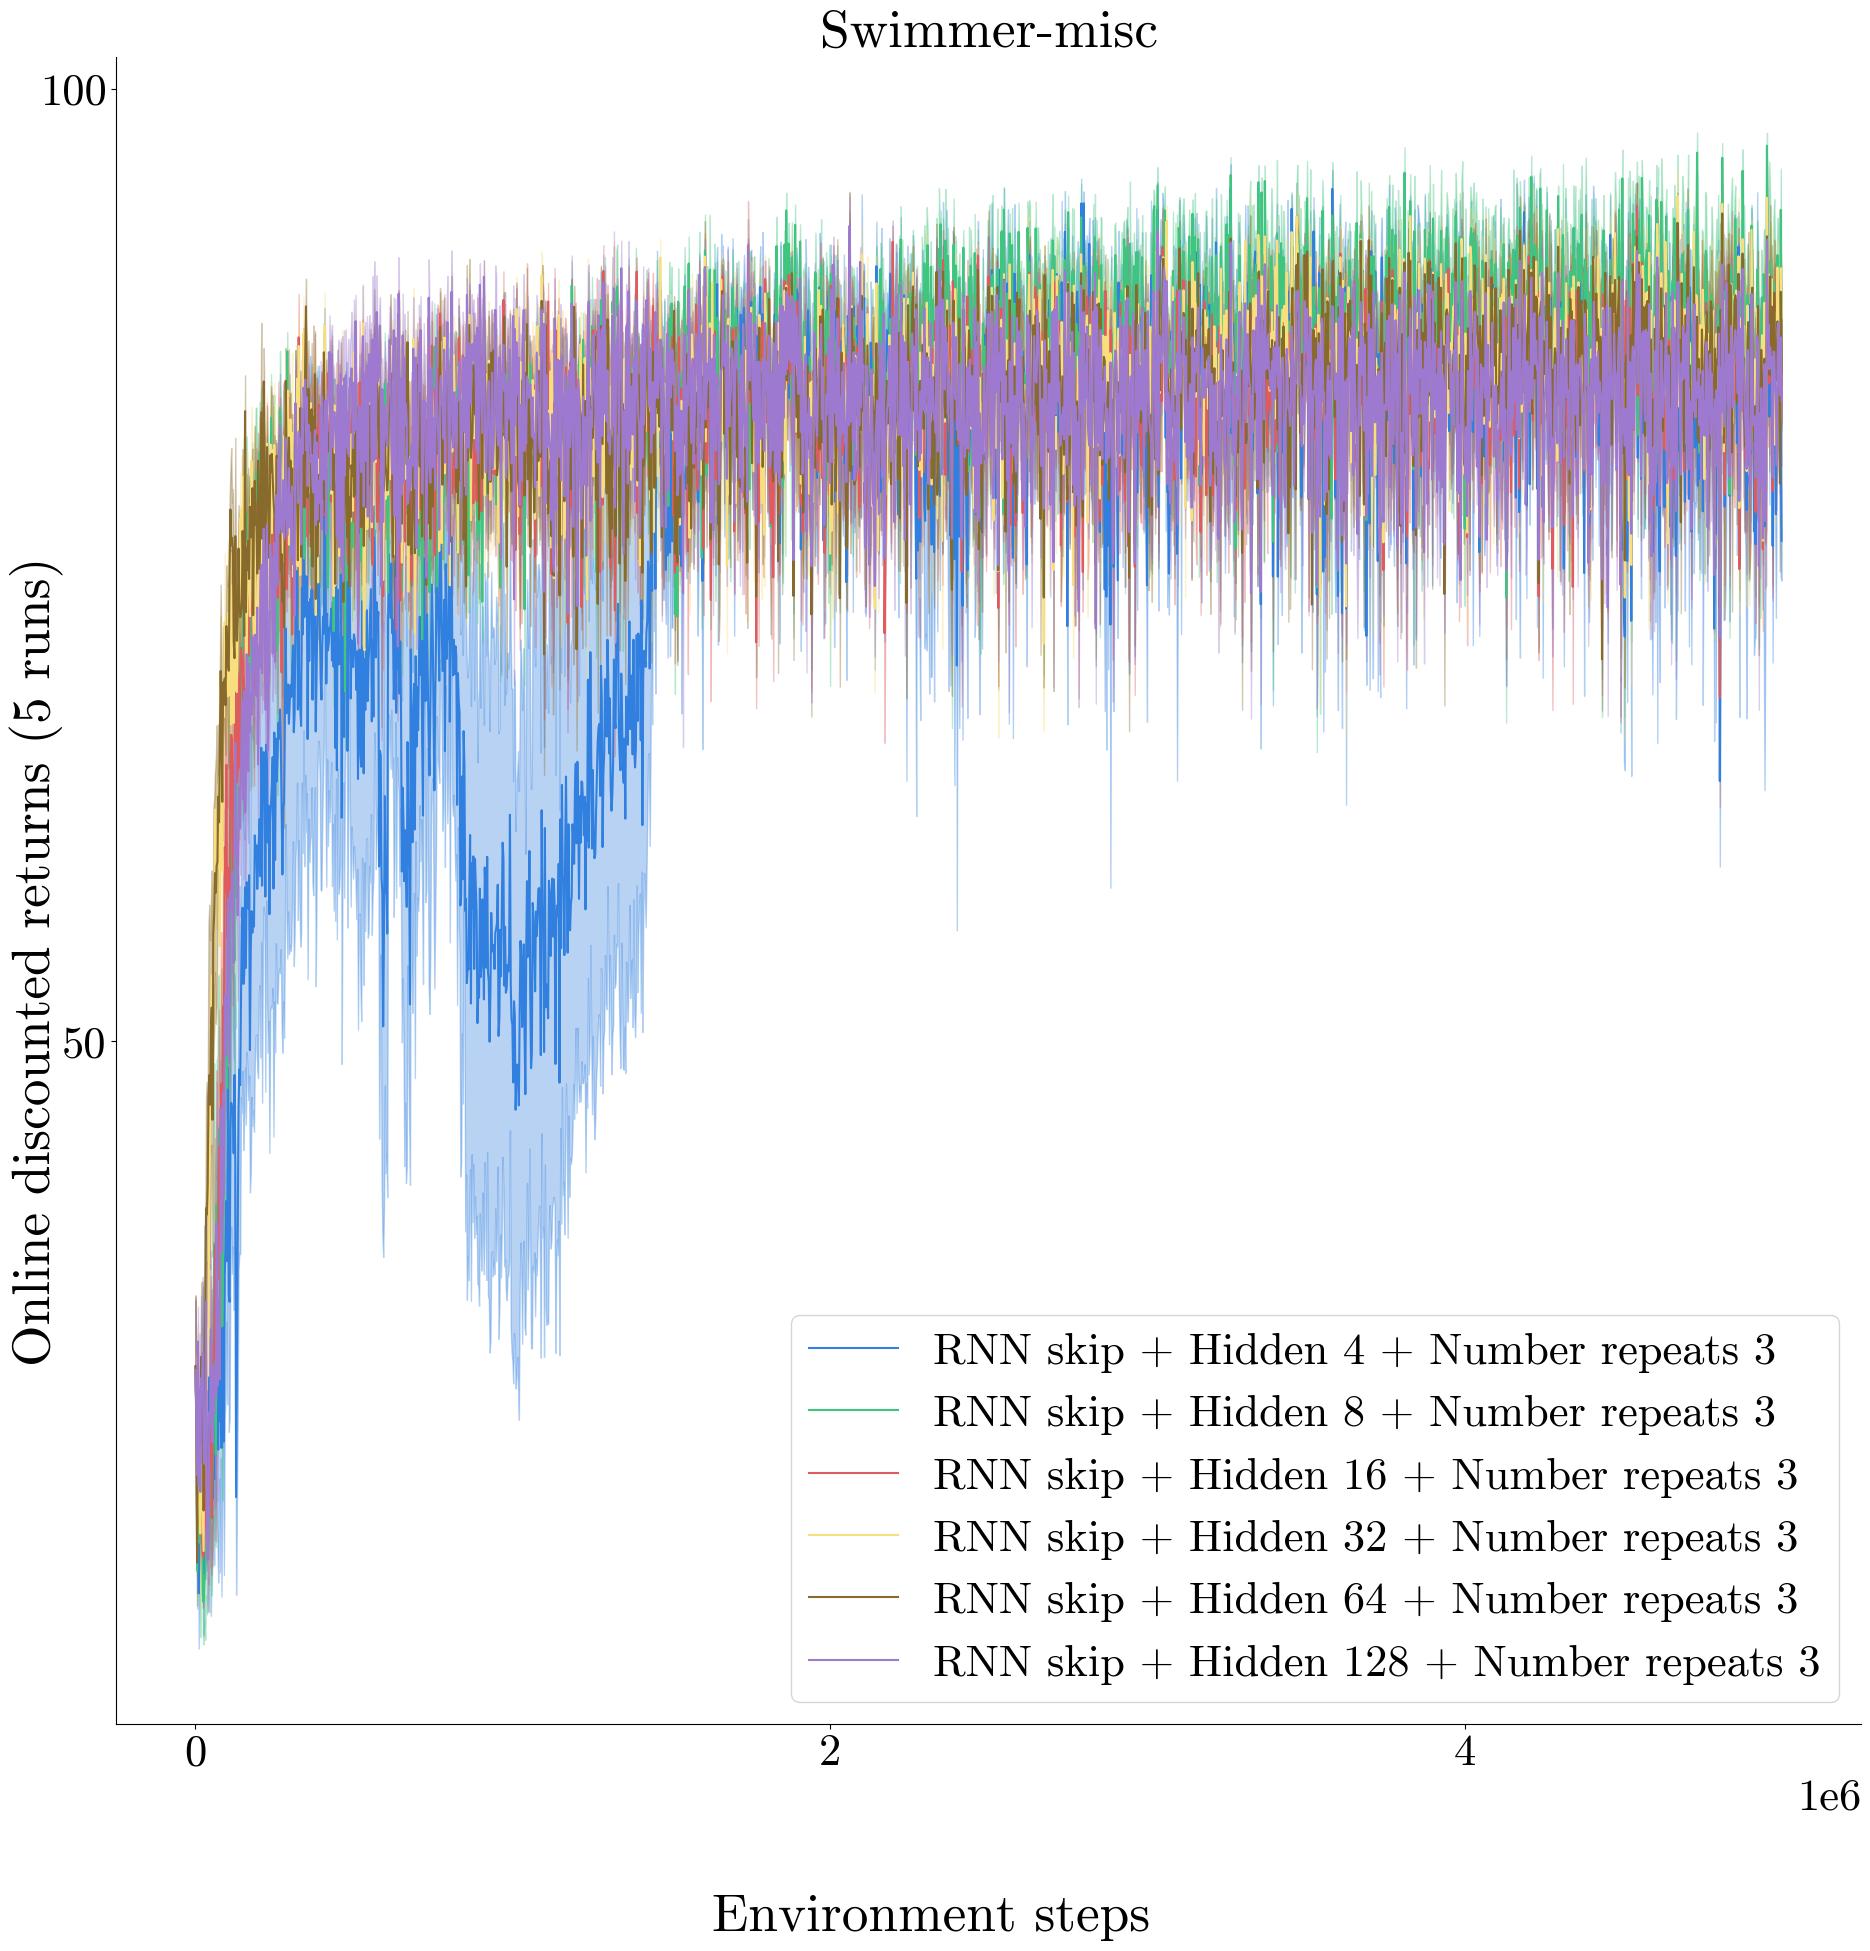 Swimmer-misc
100
50
Online discounted returns (5 runs)
RNN skip + Hidden 4 + Number repeats 3
RNN skip + Hidden 8 + Number repeats 3
RNN skip + Hidden 16 + Number repeats 3
RNN skip + Hidden 32 + Number repeats 3
RNN skip + Hidden 64 + Number repeats 3
RNN skip + Hidden 128 + Number repeats 3
0 2 4
1e6
Environment steps